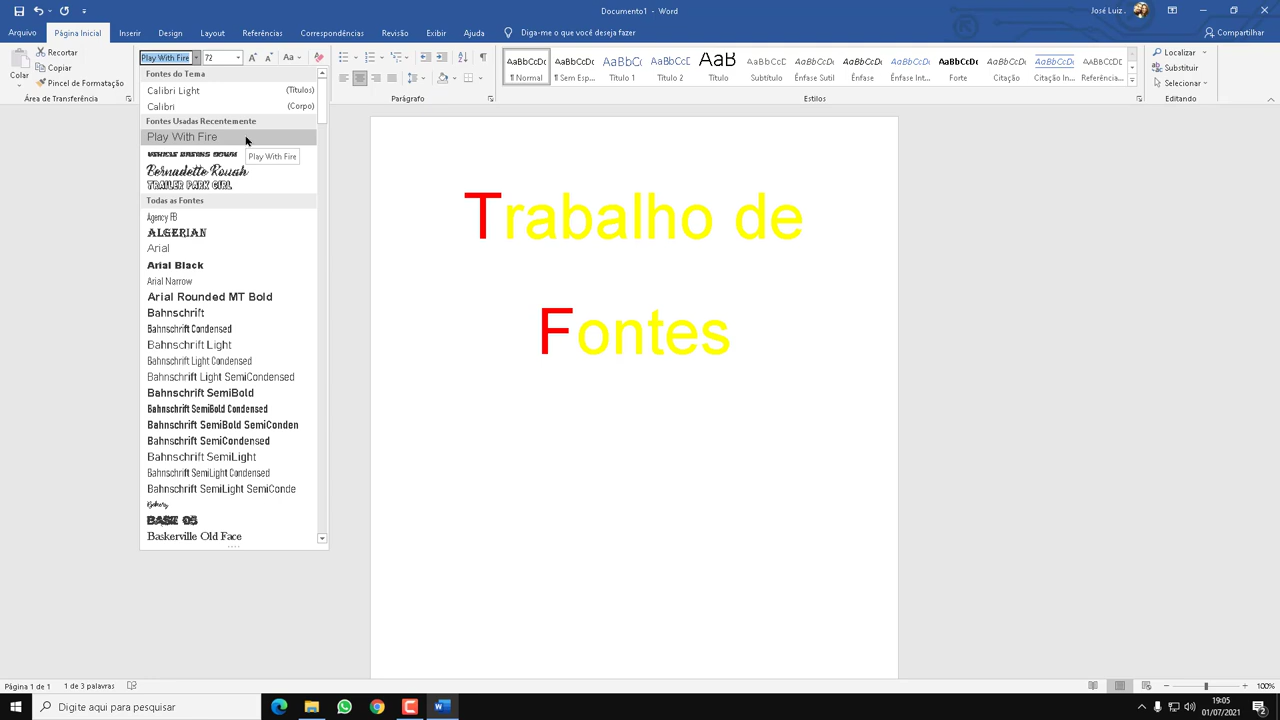 Documento1 - Word
José Luiz .
Arquivo
Página Inicial
Inserir
Design
Layout
Referências
Correspondências
Revisão
Exibir
Ajuda
Diga-me o que deseja fazer
Compartilhar
Colar
Recortar
Copiar
Pincel de Formatação
Área de Transferência
Play With Fire
72
Aa
Parágrafo
AaBbCcDc
¶ Normal
AaBbCcDc
¶ Sem Esp...
AaBbCc
Título 1
AaBbCcD
Título 2
AaB
Título
AaBbCcD
Subtítulo
AaBbCcDc
Ênfase Sutil
AaBbCcDc
Ênfase
AaBbCcDc
Ênfase Int...
AaBbCcDc
Forte
AaBbCcDc
Citação
AaBbCcDc
Citação In...
AaBbCcDc
Referência...
Estilos
Localizar
Substituir
Selecionar
Editando
Fontes do Tema
Calibri Light (Títulos)
Calibri (Corpo)
Fontes Usadas Recentemente
Play With Fire
Play With Fire
Bernadette Rough
TRAILER PARK GIRL
Todas as Fontes
Agency FB
ALGERIAN
Arial
Arial Black
Arial Narrow
Arial Rounded MT Bold
Bahnschrift
Bahnschrift Condensed
Bahnschrift Light
Bahnschrift Light Condensed
Bahnschrift Light SemiCondensed
Bahnschrift SemiBold
Bahnschrift SemiBold Condensed
Bahnschrift SemiBold SemiConden
Bahnschrift SemiCondensed
Bahnschrift SemiLight
Bahnschrift SemiLight Condensed
Bahnschrift SemiLight SemiConde
Bakery
BASE 05
Baskerville Old Face
Trabalho de
Fontes
Página 1 de 1
1 de 3 palavras
100%
Digite aqui para pesquisar
19:05
01/07/2021
2